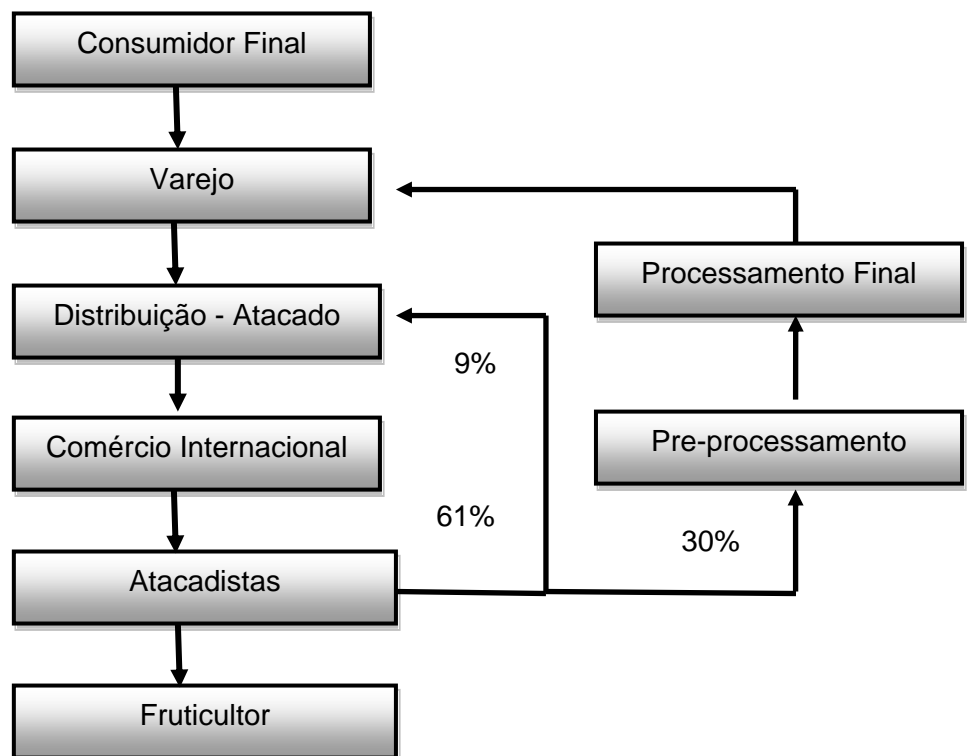 Consumidor Final
Varejo
Processamento Final
Distribuição - Atacado
9%
Pre-processamento
Comércio Internacional
61%
30%
Atacadistas
Fruticultor